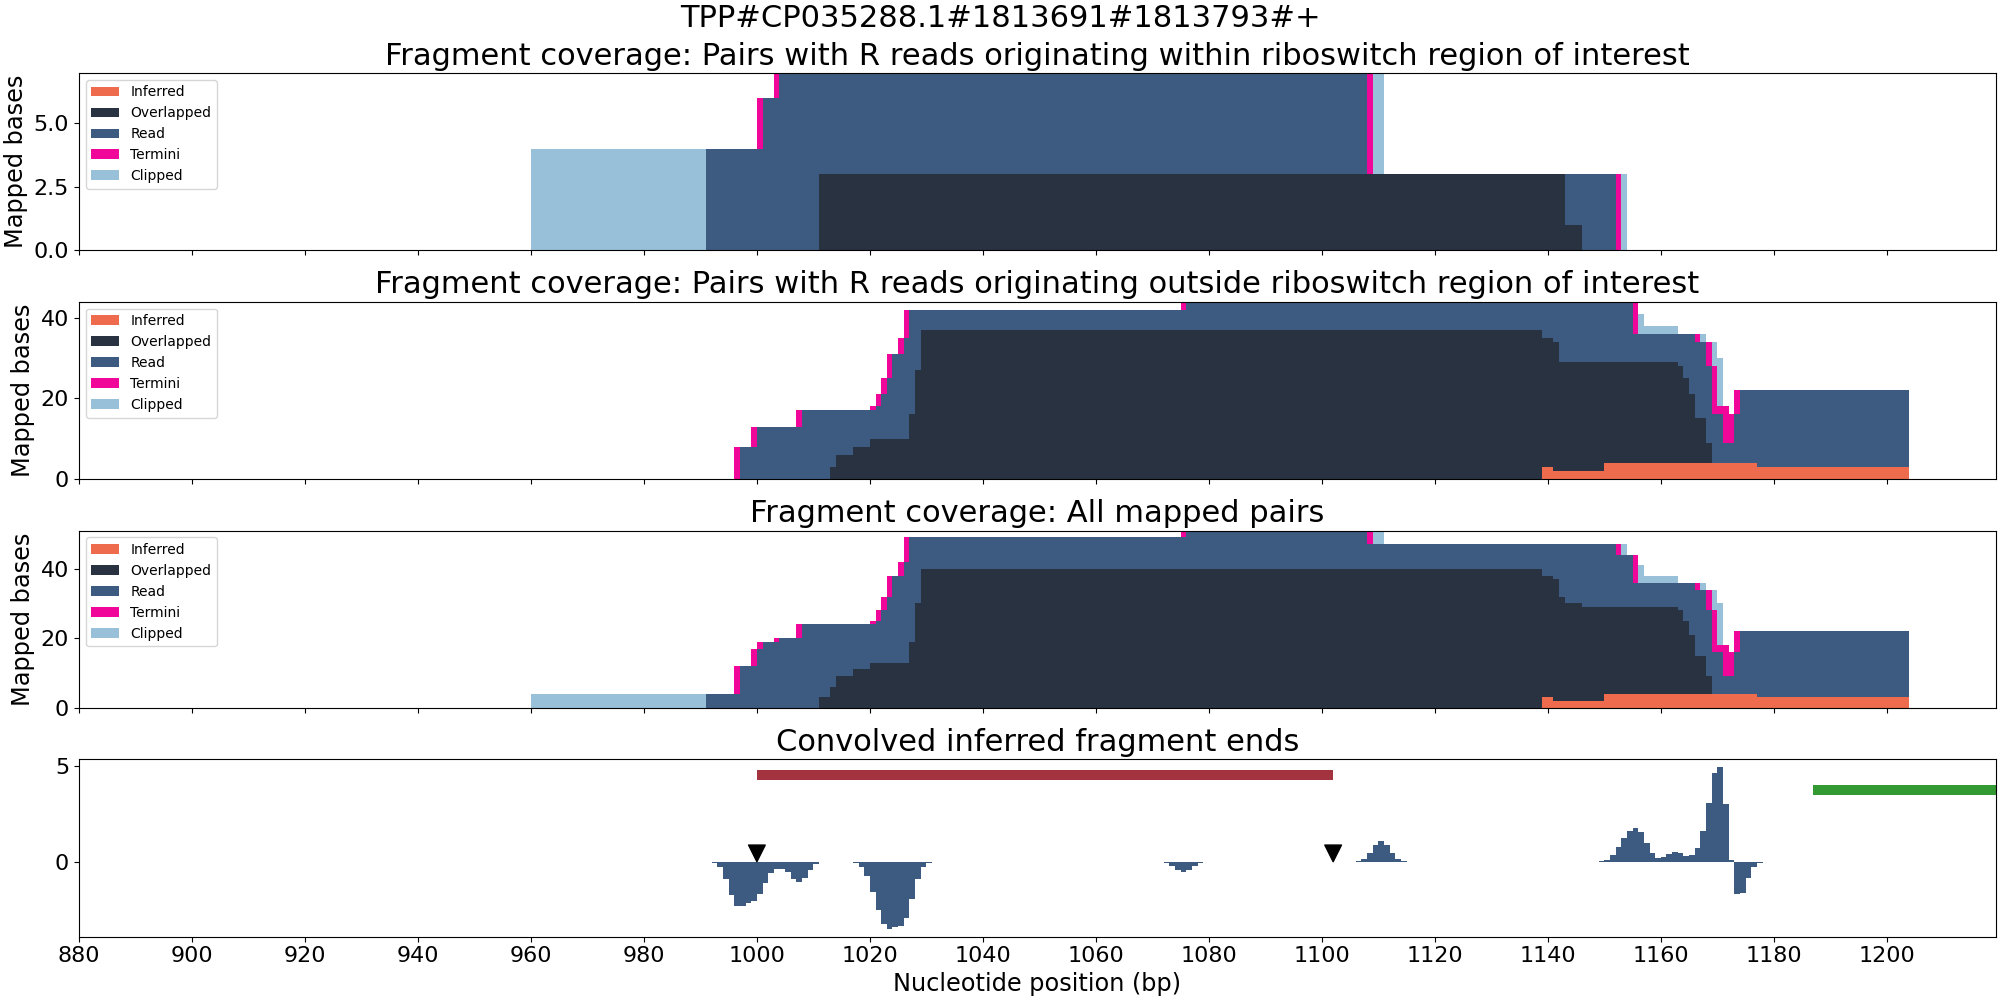 TPP#CP035288.1#1813691#1813793#+
Fragment coverage: Pairs with R reads originating within riboswitch region of interest
Mapped bases
5.0
2.5
0.0
Inferred
Overlapped
Read
Termini
Clipped
Fragment coverage: Pairs with R reads originating outside riboswitch region of interest
Mapped bases
40
20
0
Inferred
Overlapped
Read
Termini
Clipped
Fragment coverage: All mapped pairs
Mapped bases
40
20
0
Inferred
Overlapped
Read
Termini
Clipped
Convolved inferred fragment ends
5
0
880 900 920 940 960 980 1000 1020 1040 1060 1080 1100 1120 1140 1160 1180 1200
Nucleotide position (bp)